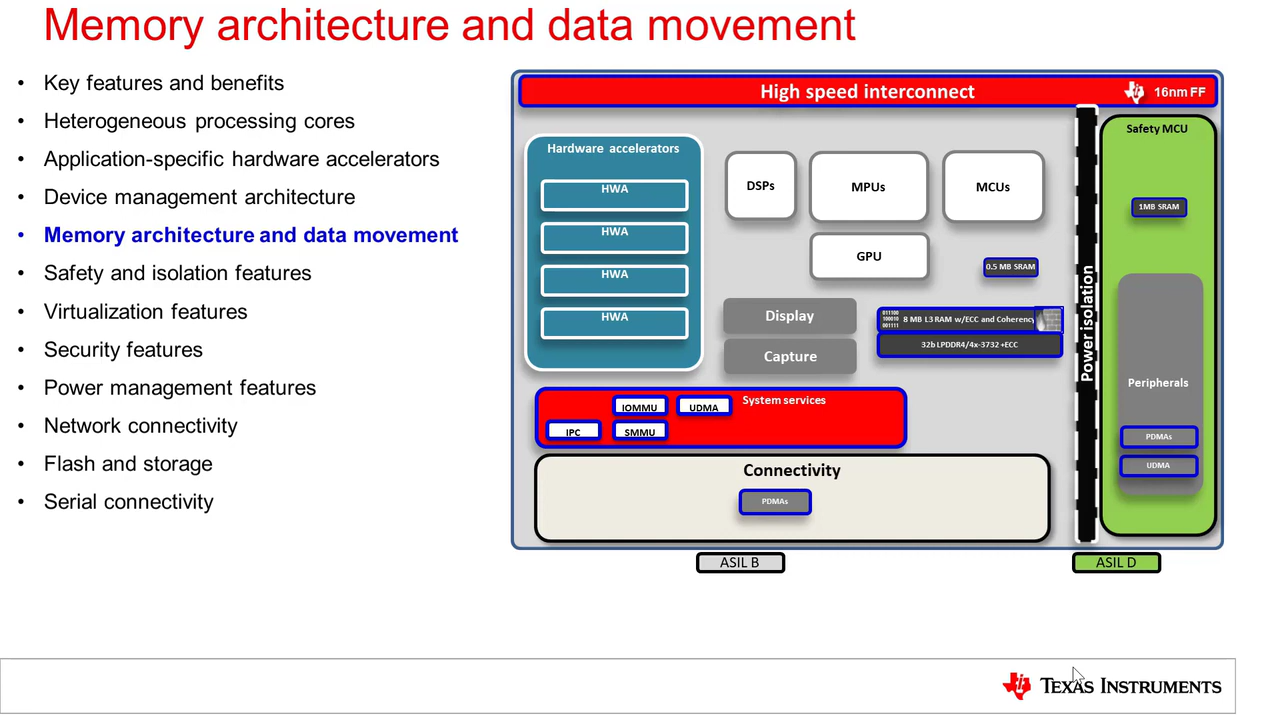 Memory architecture and data movement
• Key features and benefits
• Heterogeneous processing cores
• Application-specific hardware accelerators
• Device management architecture
• Memory architecture and data movement
• Safety and isolation features
• Virtualization features
• Security features
• Power management features
• Network connectivity
• Flash and storage
• Serial connectivity
High speed interconnect
16nm FF
Hardware accelerators
HWA
HWA
HWA
HWA
DSPs
MPUs
MCUs
GPU
0.5 MB SRAM
Display
Capture
011100
100010
001111
8 MB L3 RAM w/ECC and Coherency
32b LPDDR4/4x-3732 +ECC
System services
IOMMU
UDMA
IPC
SMMU
Connectivity
PDMAs
Power isolation
Safety MCU
1MB SRAM
Peripherals
PDMAs
UDMA
ASIL B
ASIL D
TEXAS INSTRUMENTS